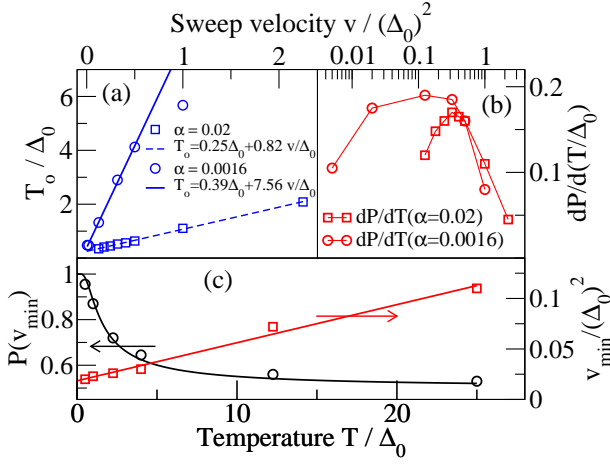 Sweep velocity v / (Δ₀)²
0 1 2 0.01 0.1 1
(a)
(b)
6
4
2
T₀ / Δ₀
α = 0.02
T₀=0.25Δ₀+0.82 v/Δ₀
α = 0.0016
T₀=0.39Δ₀+7.56 v/Δ₀
0.2
0.1
dP/d(T/Δ₀)
dP/dT(α=0.02)
dP/dT(α=0.0016)
(c)
1
0.8
0.6
P(v_min)
0.1
0.05
0
v_min/(Δ₀)²
0 10 20
Temperature T / Δ₀